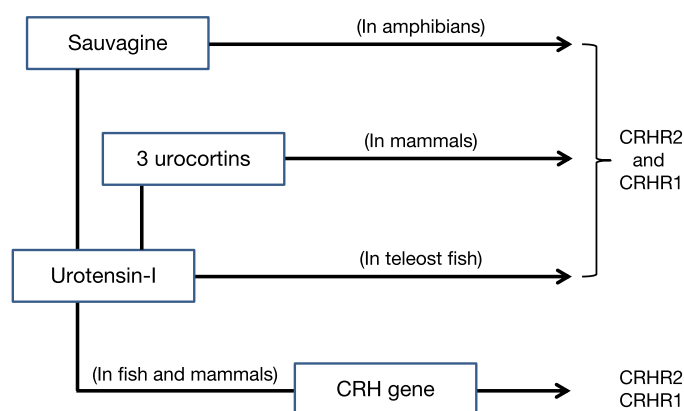 (In amphibians)
Sauvagine
3 urocortins
(In mammals)
CRHR2
and
CRHR1
Urotensin-I
(In teleost fish)
(In fish and mammals)
CRH gene
CRHR2
CRHR1